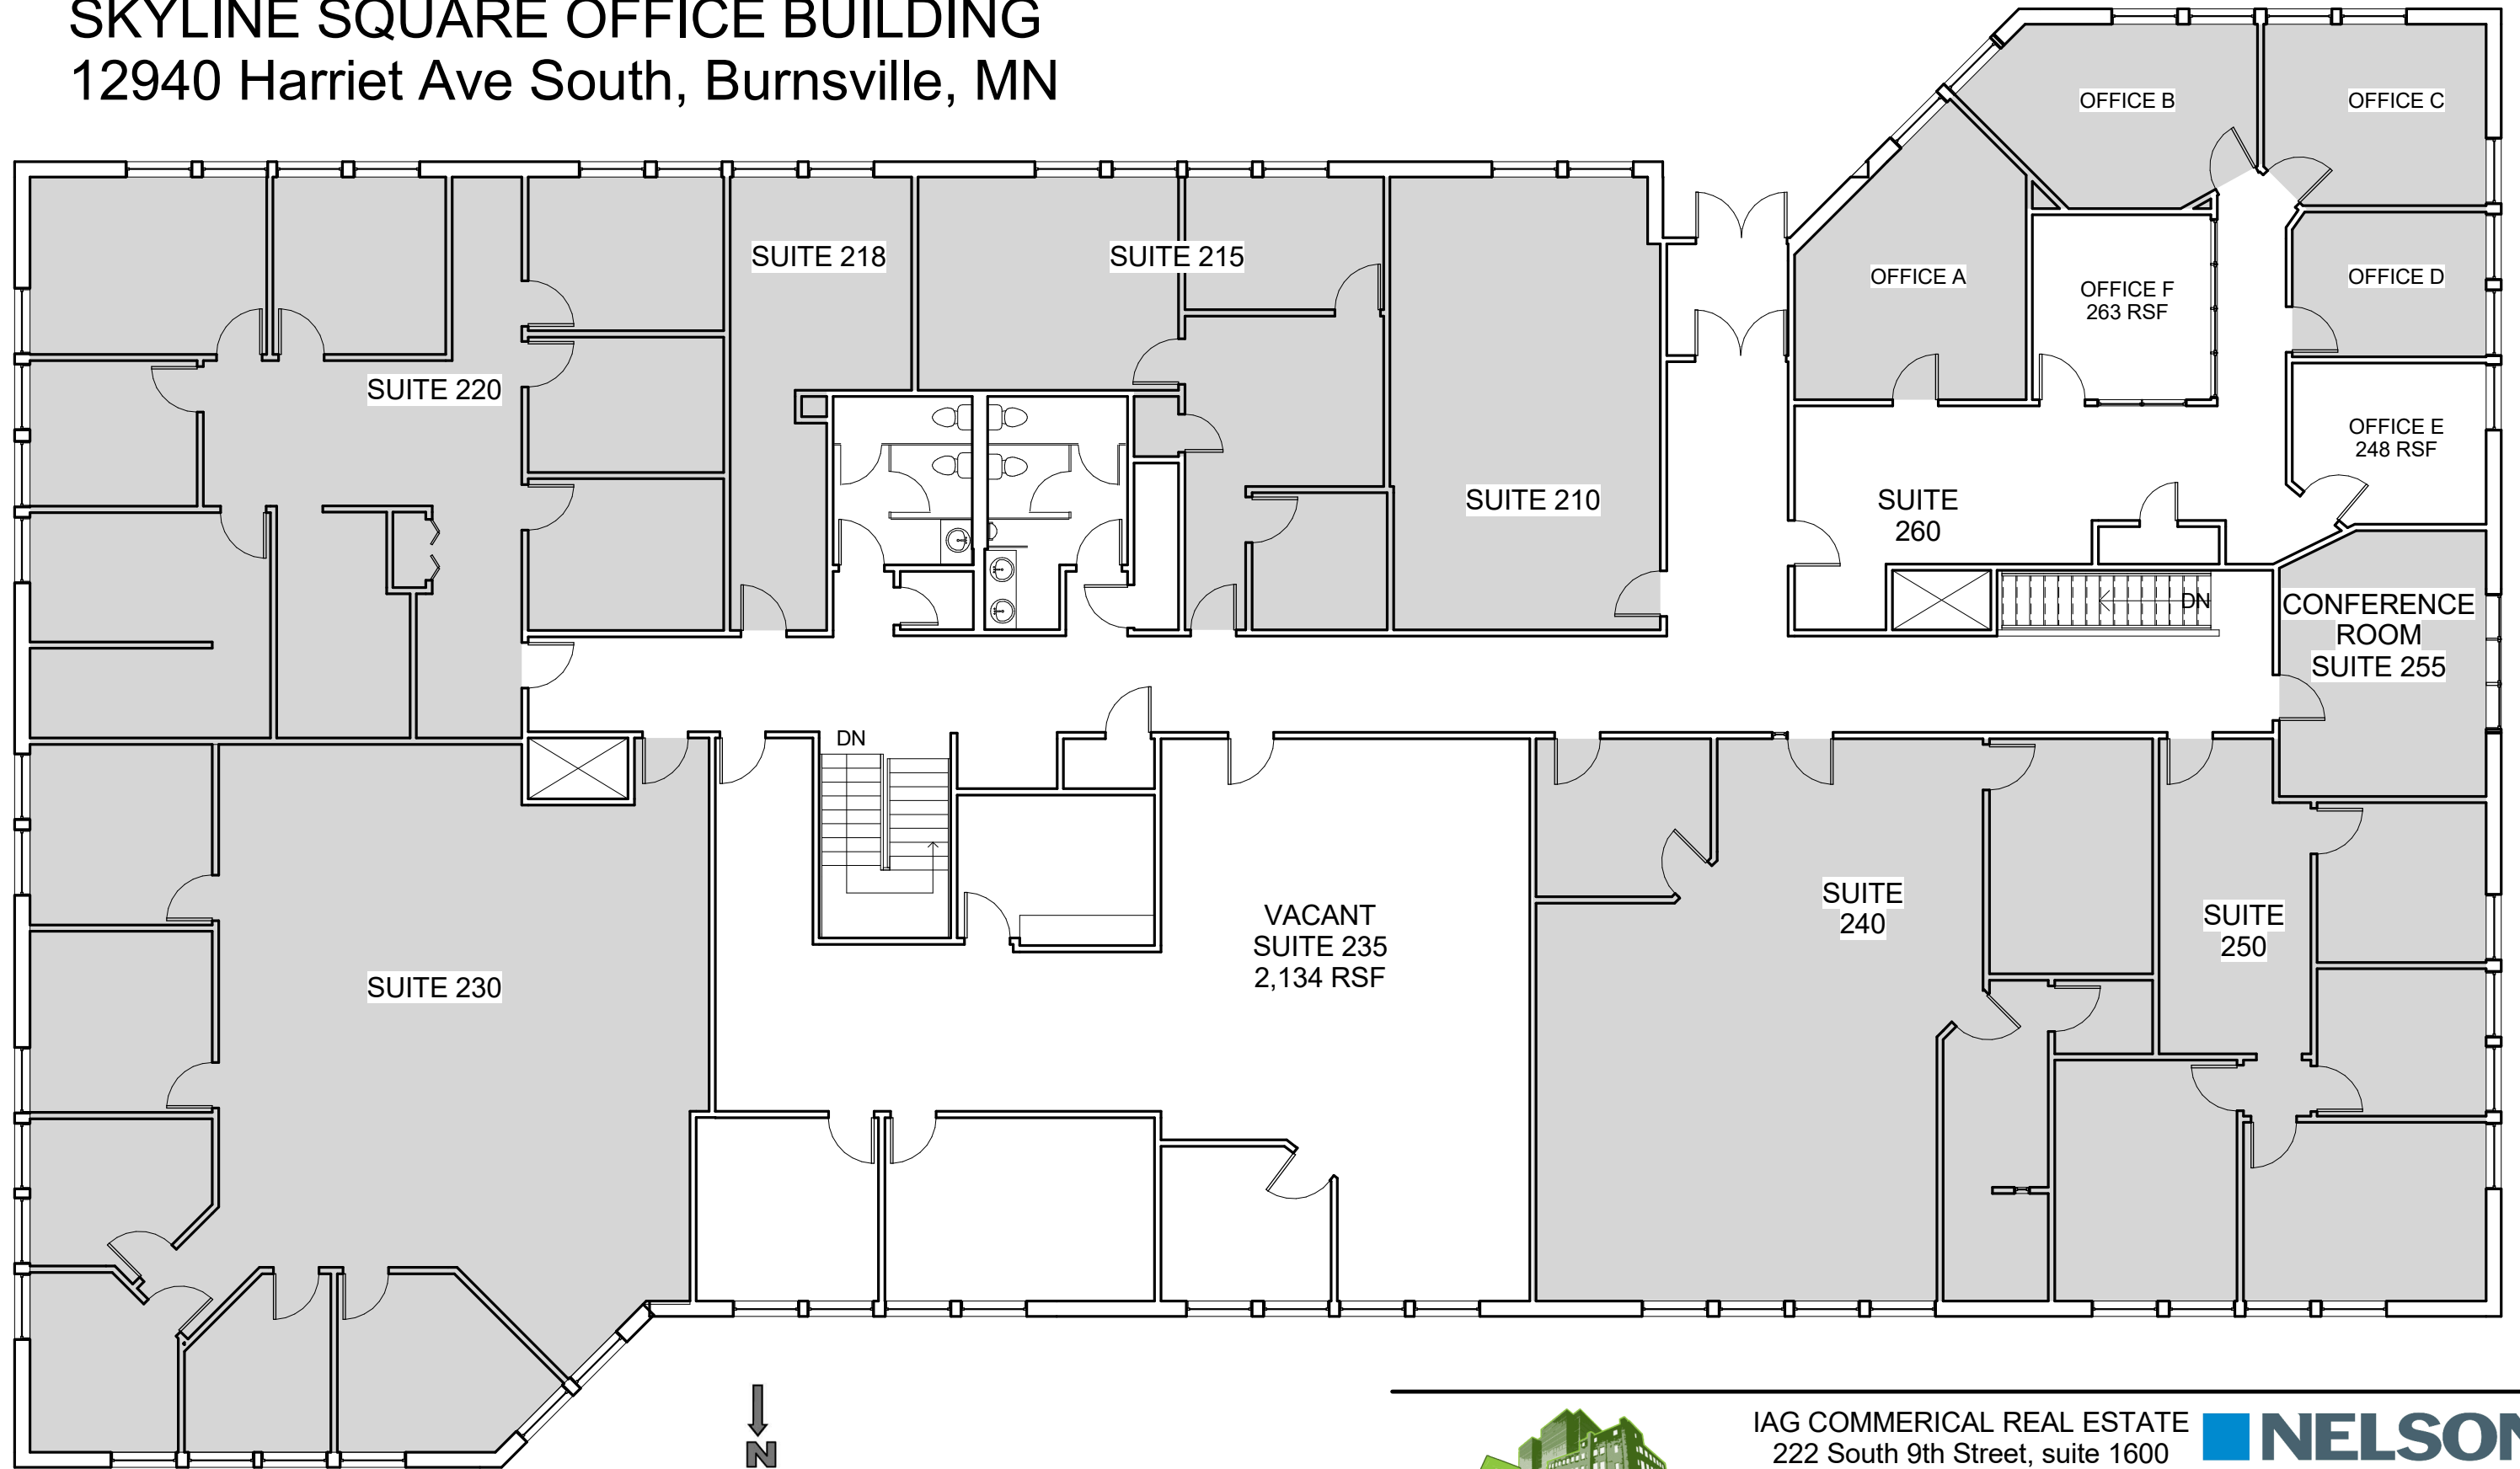 SKYLINE SQUARE OFFICE BUILDING
12940 Harriet Ave South, Burnsville, MN
OFFICE B
OFFICE C
SUITE 218
SUITE 215
OFFICE A
OFFICE F
263 RSF
OFFICE D
SUITE 220
OFFICE E
248 RSF
SUITE 210
SUITE
260
DN
CONFERENCE
ROOM
SUITE 255
DN
SUITE 230
VACANT
SUITE 235
2,134 RSF
SUITE
240
SUITE
250
N
IAG COMMERICAL REAL ESTATE
222 South 9th Street, suite 1600
NELSON